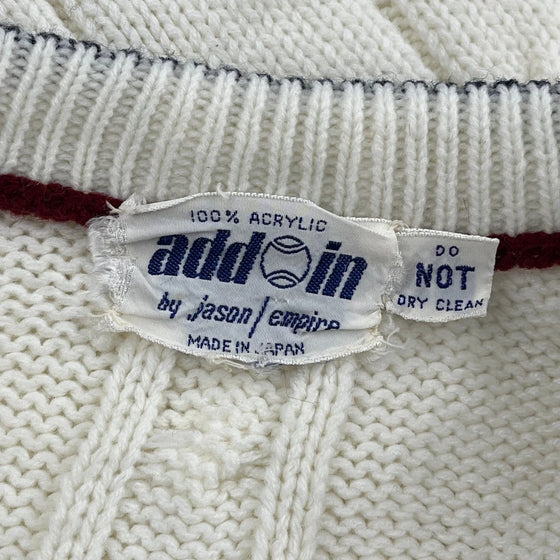 100% ACRYLIC
add in
by jason/empire
MADE IN JAPAN
DO
NOT
DRY CLEAN